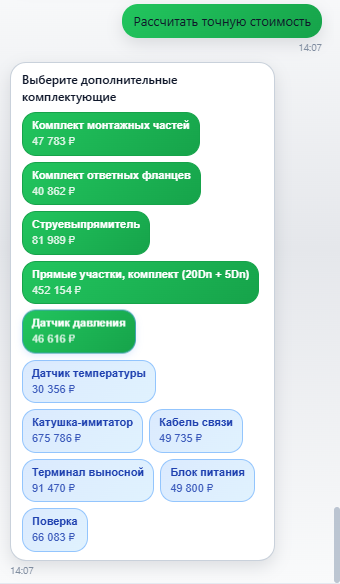 Рассчитать точную стоимость
14:07
Выберите дополнительные
комплектующие
Комплект монтажных частей
47 783 ₽
Комплект ответных фланцев
40 862 ₽
Струевыпрямитель
81 989 ₽
Прямые участки, комплект (20Dn + 5Dn)
452 154 ₽
Датчик давления
46 616 ₽
Датчик температуры
30 356 ₽
Катушка-имитатор Кабель связи
675 786 ₽ 49 735 ₽
Терминал выносной Блок питания
91 470 ₽ 49 800 ₽
Поверка
66 083 ₽
14:07